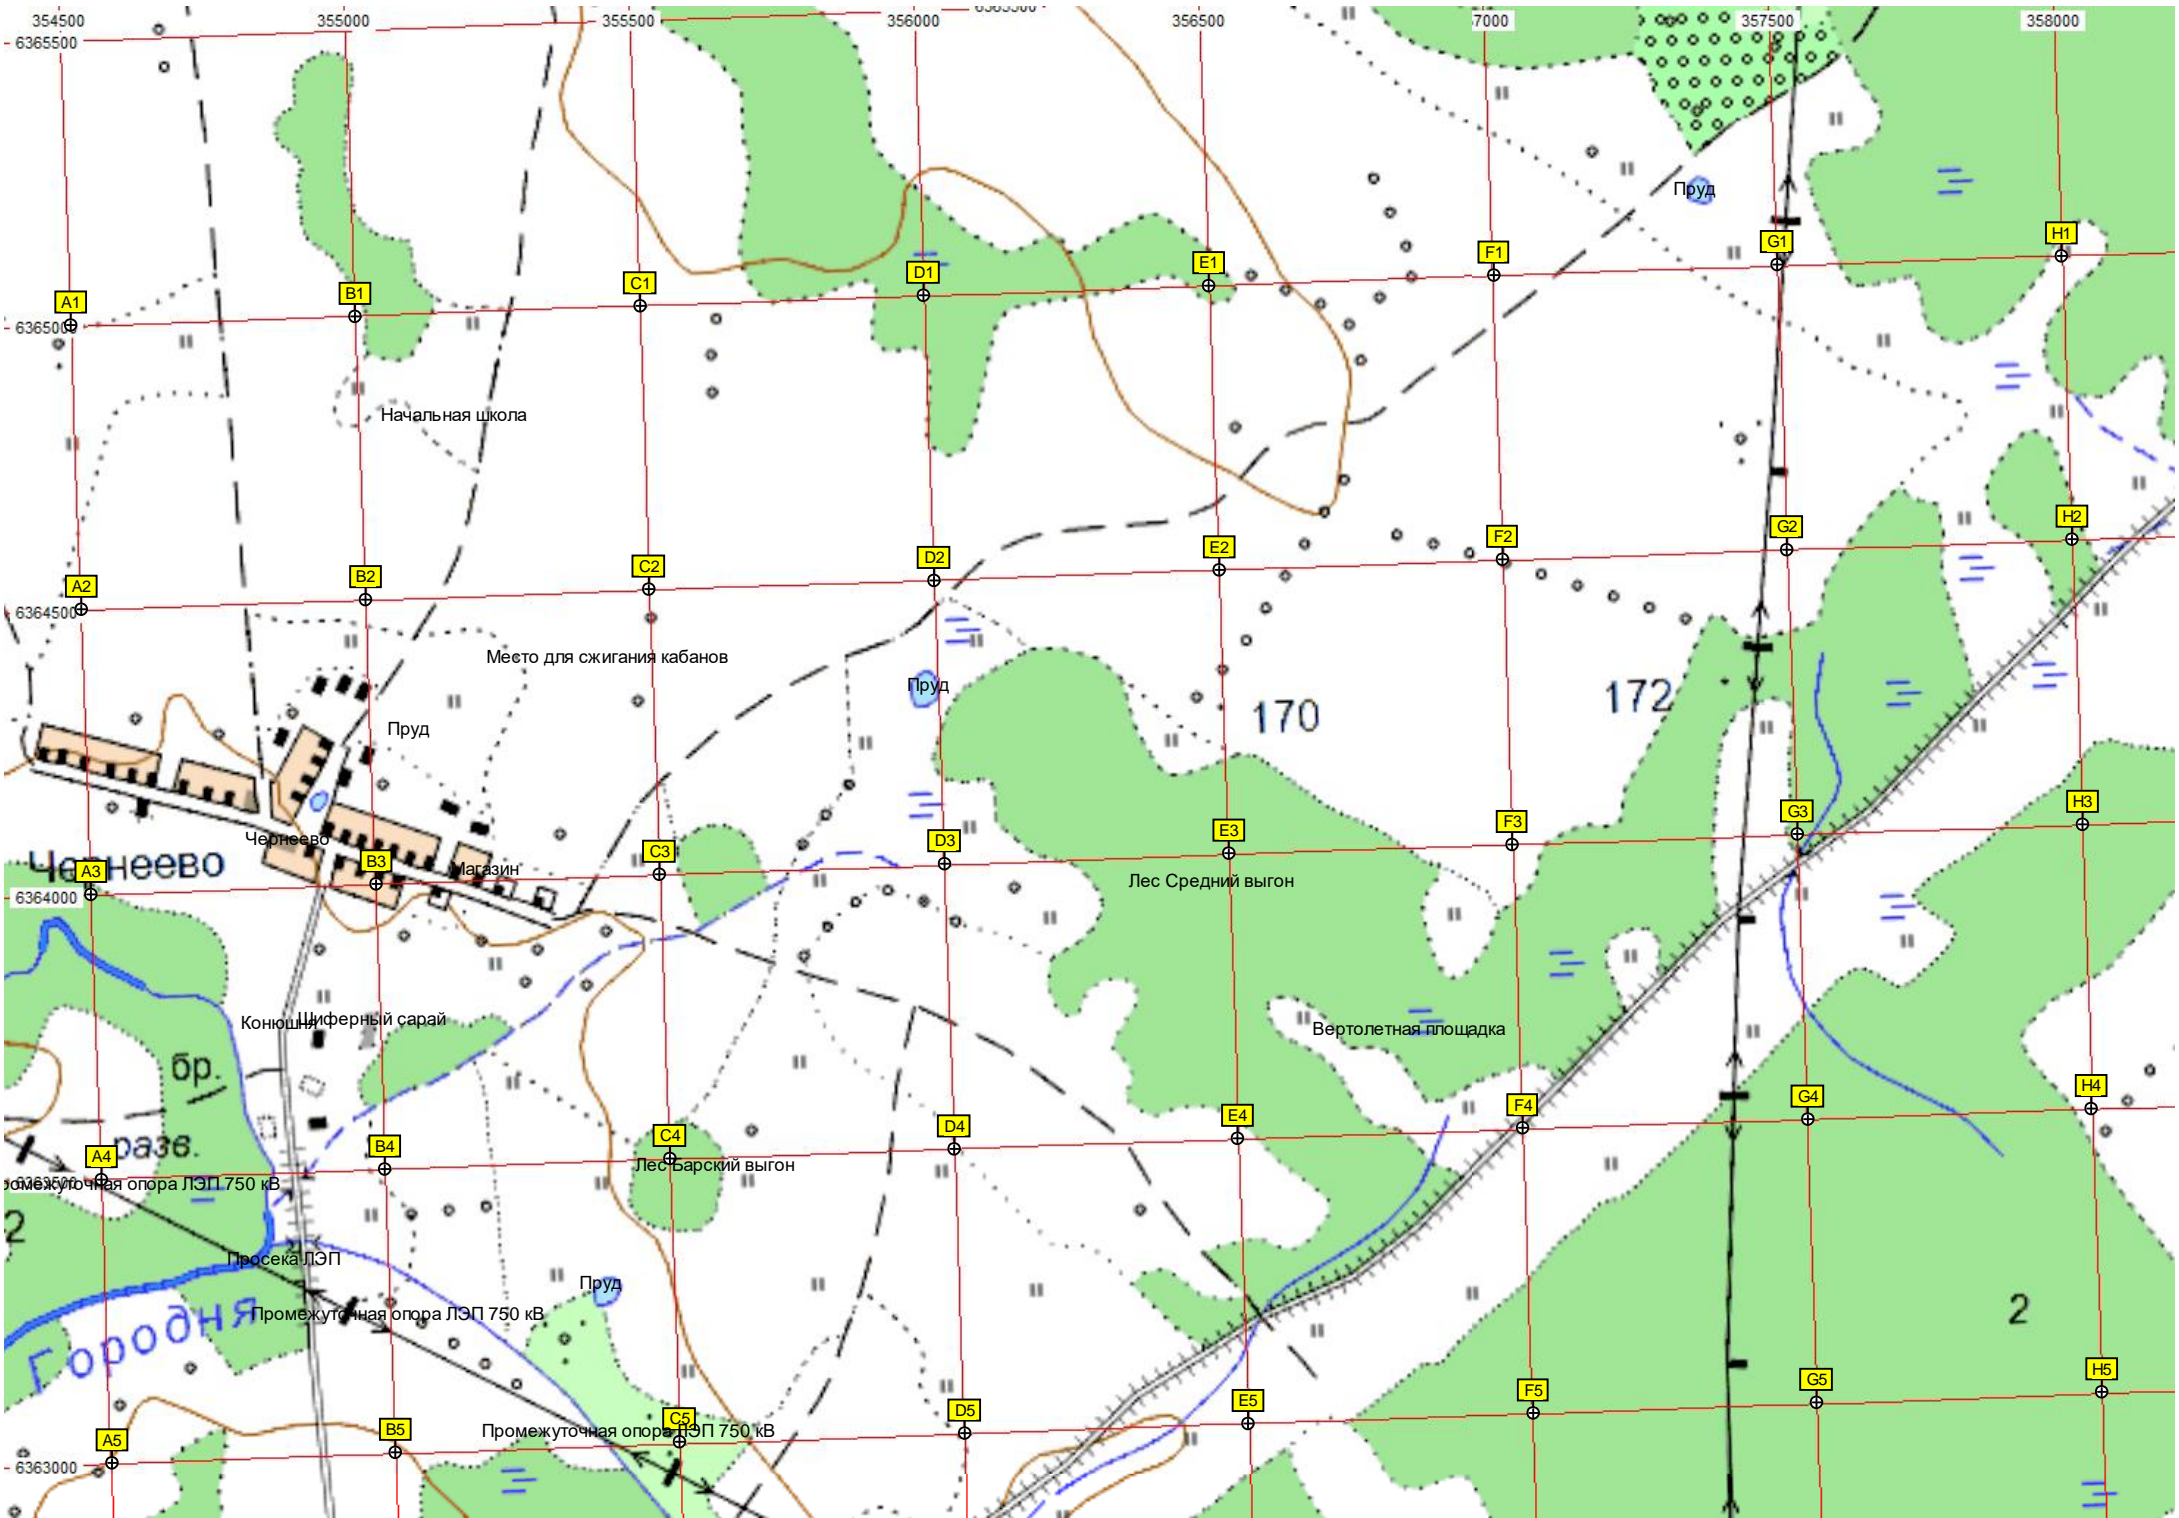 354500 355000 355500 356000 356500 357500 358000
6365500
Пруд
G1 H1
F1
E1
D1
C1
B1
A1
6365000
Начальная школа
H2
G2
F2
E2
D2
C2
B2
A2
6364500
Место для сжигания кабанов
Пруд
170 172
Пруд
H3
G3
F3
E3
D3
Чернеево
C3
B3
Магазин
Чернеево
A3
Лес Средний выгон
6364000
Конюшня
Шиферный сарай
Вертолетная площадка
бр.
H4
G4
F4
E4
D4
C4
B4
разв.
A4
Лес Барский выгон
6363500
Промежуточная опора ЛЭП 750 кВ
2
Просека ЛЭП
Пруд
Промежуточная опора ЛЭП 750 кВ
2
Городня
H5
G5
F5
E5
D5
C5
B5
A5
Промежуточная опора ЛЭП 750 кВ
6363000